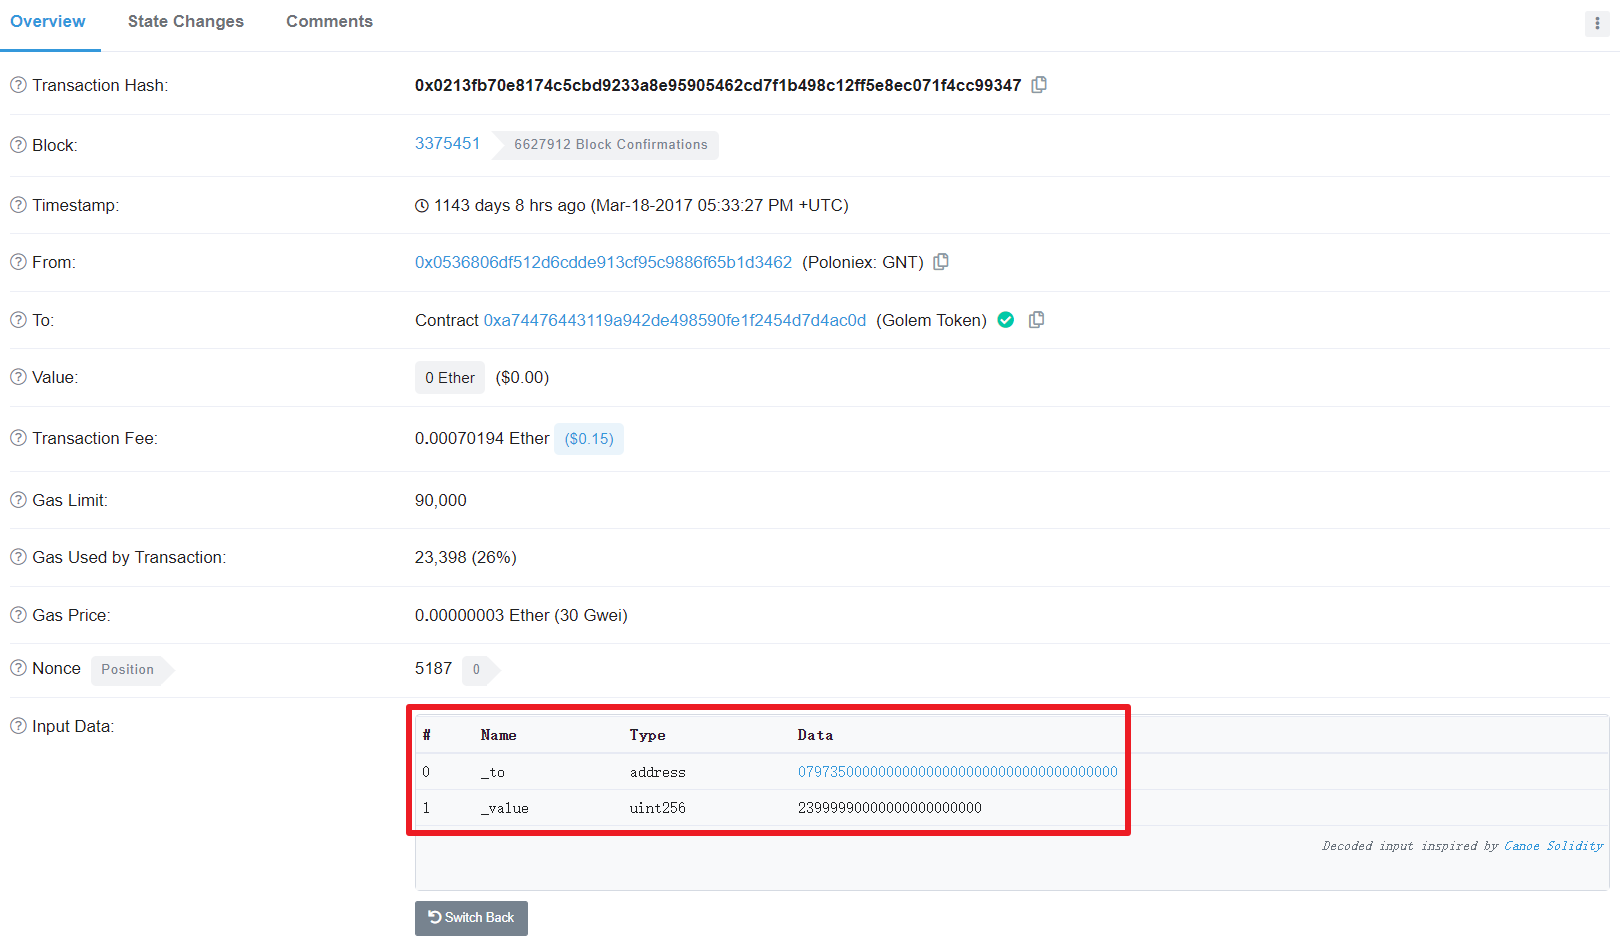 Overview State Changes Comments
Transaction Hash: 0x0213fb70e8174c5cbd9233a8e95905462cd7f1b498c12ff5e8ec071f4cc99347
Block: 3375451 6627912 Block Confirmations
Timestamp: 1143 days 8 hrs ago (Mar-18-2017 05:33:27 PM +UTC)
From: 0x0536806df512d6cdde913cf95c9886f65b1d3462 (Poloniex: GNT)
To: Contract 0xa74476443119a942de498590fe1f2454d7d4ac0d (Golem Token)
Value: 0 Ether ($0.00)
Transaction Fee: 0.00070194 Ether ($0.15)
Gas Limit: 90,000
Gas Used by Transaction: 23,398 (26%)
Gas Price: 0.00000003 Ether (30 Gwei)
Nonce Position 5187 0
Input Data:
# Name Type Data
0 _to address 0797350000000000000000000000000000000000
1 _value uint256 23999990000000000000000
Decoded input inspired by Canoe Solidity
Switch Back